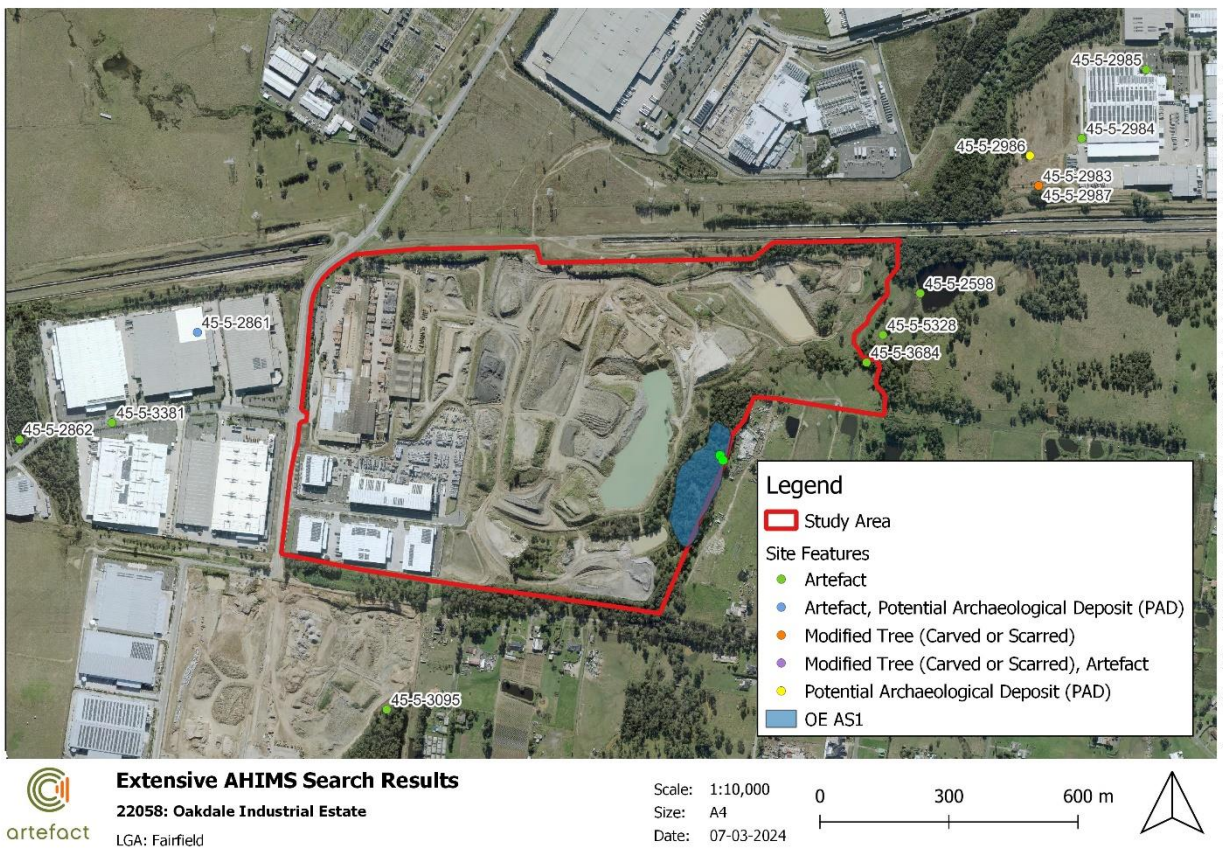 45-5-2985
45-5-2984
45-5-2986
45-5-2983
45-5-2987
45-5-2598
45-5-2861
45-5-5328
45-5-3684
45-5-3381
45-5-2862
45-5-3095
Legend
Study Area
Site Features
Artefact
Artefact, Potential Archaeological Deposit (PAD)
Modified Tree (Carved or Scarred)
Modified Tree (Carved or Scarred), Artefact
Potential Archaeological Deposit (PAD)
OE AS1
artefact
Extensive AHIMS Search Results
22058: Oakdale Industrial Estate
LGA: Fairfield
Scale: 1:10,000
Size: A4
Date: 07-03-2024
0 300 600 m